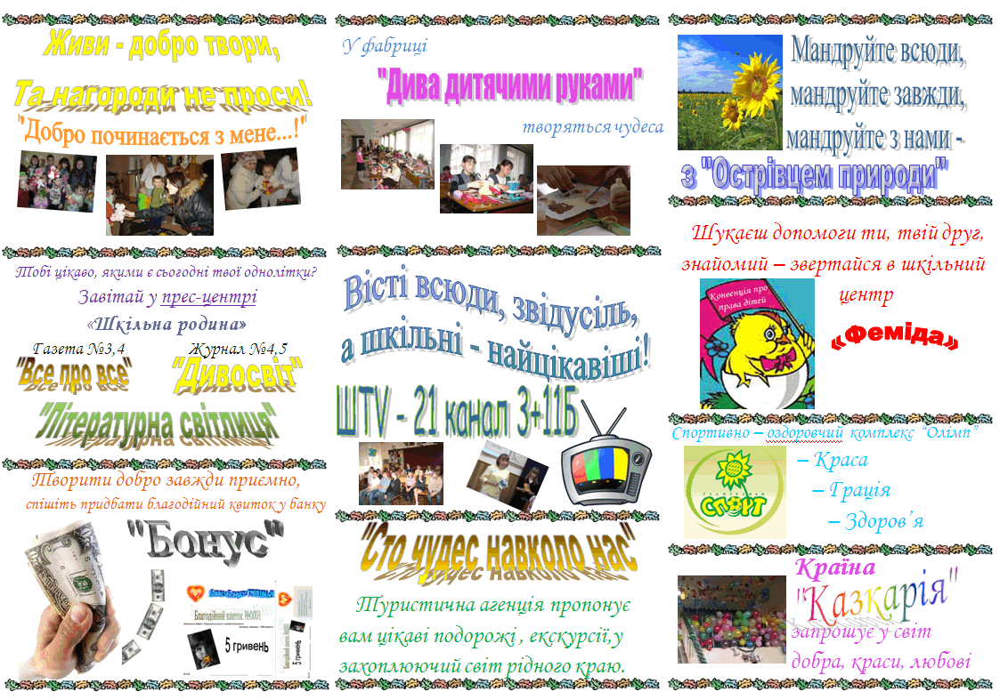 Живи - добро твори,
Та нагороди не проси!
"Добро починається з мене...!"
Тобі цікаво, якими є сьогодні твої однолітки?
Завітай у прес-центрі
«Шкільна родина»
Газета №3,4 Журнал №4,5
"Все про все" "Дивосвіт"
"Літературна світлиця"
Творити добро завжди приємно,
спішіть придбати благодійний квиток у банку
"Бонус"
Благодійний квиток №0001
5 гривень
5 гривень
У фабриці
"Дива дитячими руками"
творяться чудеса
Вісті всюди, звідусіль,
а шкільні - найцікавіші!
ШTV - 21 канал 3+11Б
"Сто чудес навколо нас"
Туристична агенція пропонує
вам цікаві подорожі , екскурсії,у
захоплюючий світ рідного краю.
Мандруйте всюди,
мандруйте завжди,
мандруйте з нами -
з "Острівцем природи"
Шукаєш допомоги ти, твій друг,
знайомий – звертайся в шкільний
центр
Конвенція про
права дітей
«Феміда»
Спортивно – оздоровчий комплекс "Олімп"
– Краса
– Грація
– Здоров'я
СПОРТ
Країна
"Казкарія"
запрошує у світ
добра, краси, любові